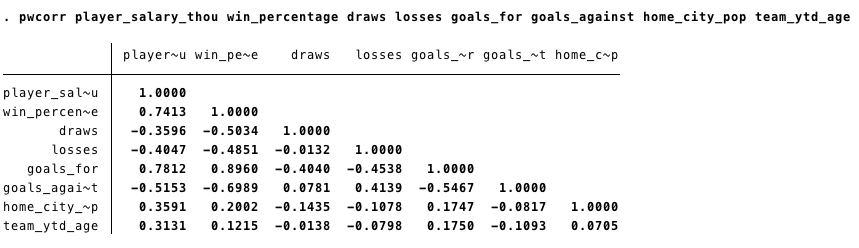 . pwcorr player_salary_thou win_percentage draws losses goals_for goals_against home_city_pop team_ytd_age
player~u win_pe~e draws losses goals_~r goals_~t home_c~p
player_sal~u 1.0000
win_percen~e 0.7413 1.0000
draws -0.3596 -0.5034 1.0000
losses -0.4047 -0.4851 -0.0132 1.0000
goals_for 0.7812 0.8960 -0.4040 -0.4538 1.0000
goals_agai~t -0.5153 -0.6989 0.0781 0.4139 -0.5467 1.0000
home_city_~p 0.3591 0.2002 -0.1435 -0.1078 0.1747 -0.0817 1.0000
team_ytd_age 0.3131 0.1215 -0.0138 -0.0798 0.1750 -0.1093 0.0705